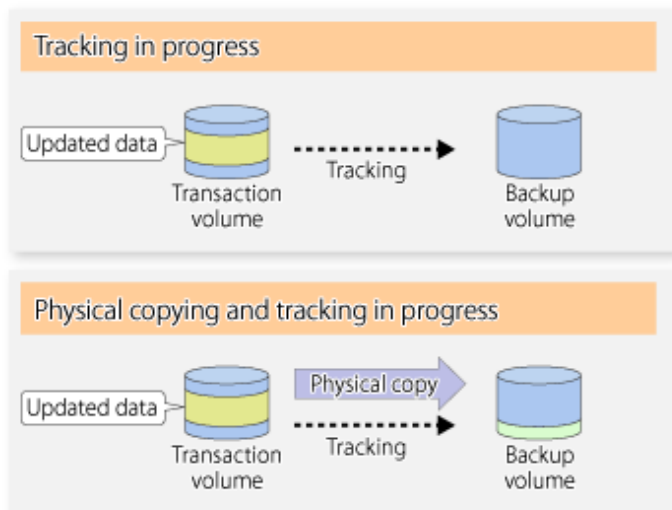 Tracking in progress
Updated data
Tracking
Transaction
volume
Backup
volume
Physical copying and tracking in progress
Physical copy
Updated data
Tracking
Transaction
volume
Backup
volume